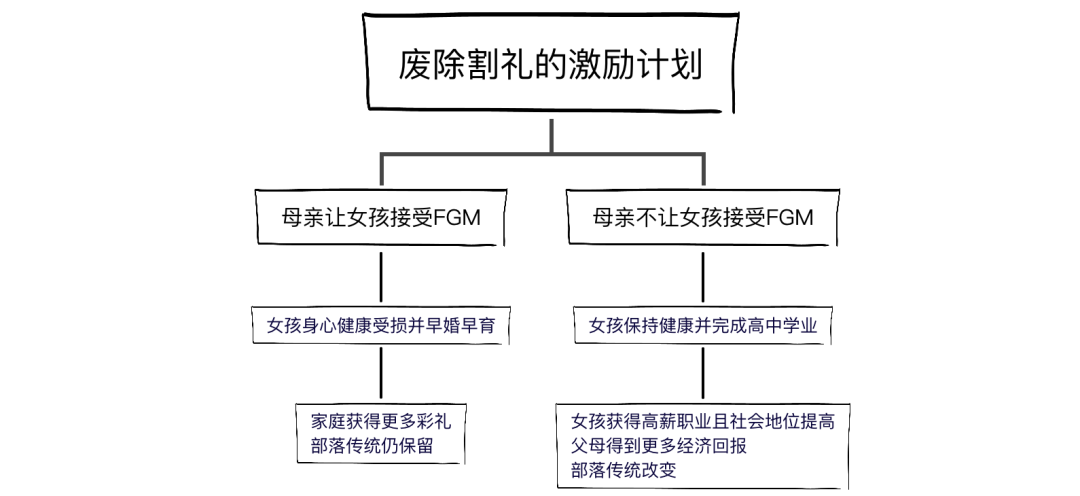 废除割礼的激励计划
母亲让女孩接受FGM
母亲不让女孩接受FGM
女孩身心健康受损并早婚早育
女孩保持健康并完成高中学业
家庭获得更多彩礼
部落传统仍保留
女孩获得高薪职业且社会地位提高
父母得到更多经济回报
部落传统改变